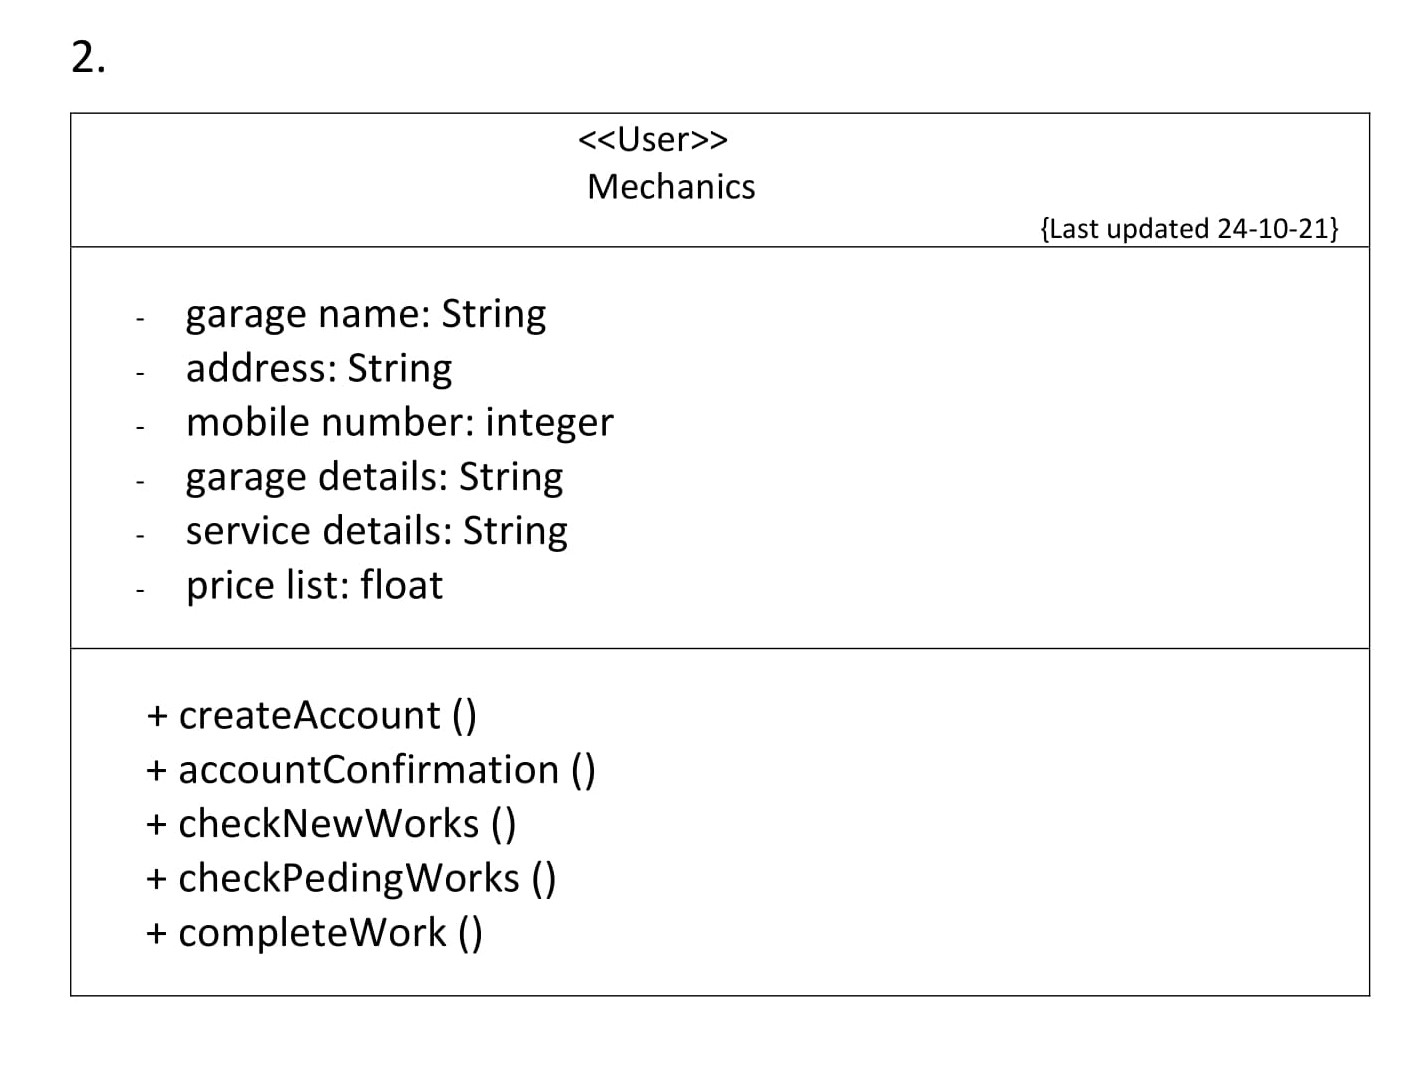 2.
<<User>>
Mechanics
{Last updated 24-10-21}
- garage name: String
- address: String
- mobile number: integer
- garage details: String
- service details: String
- price list: float
+ createAccount ()
+ accountConfirmation ()
+ checkNewWorks ()
+ checkPedingWorks ()
+ completeWork ()